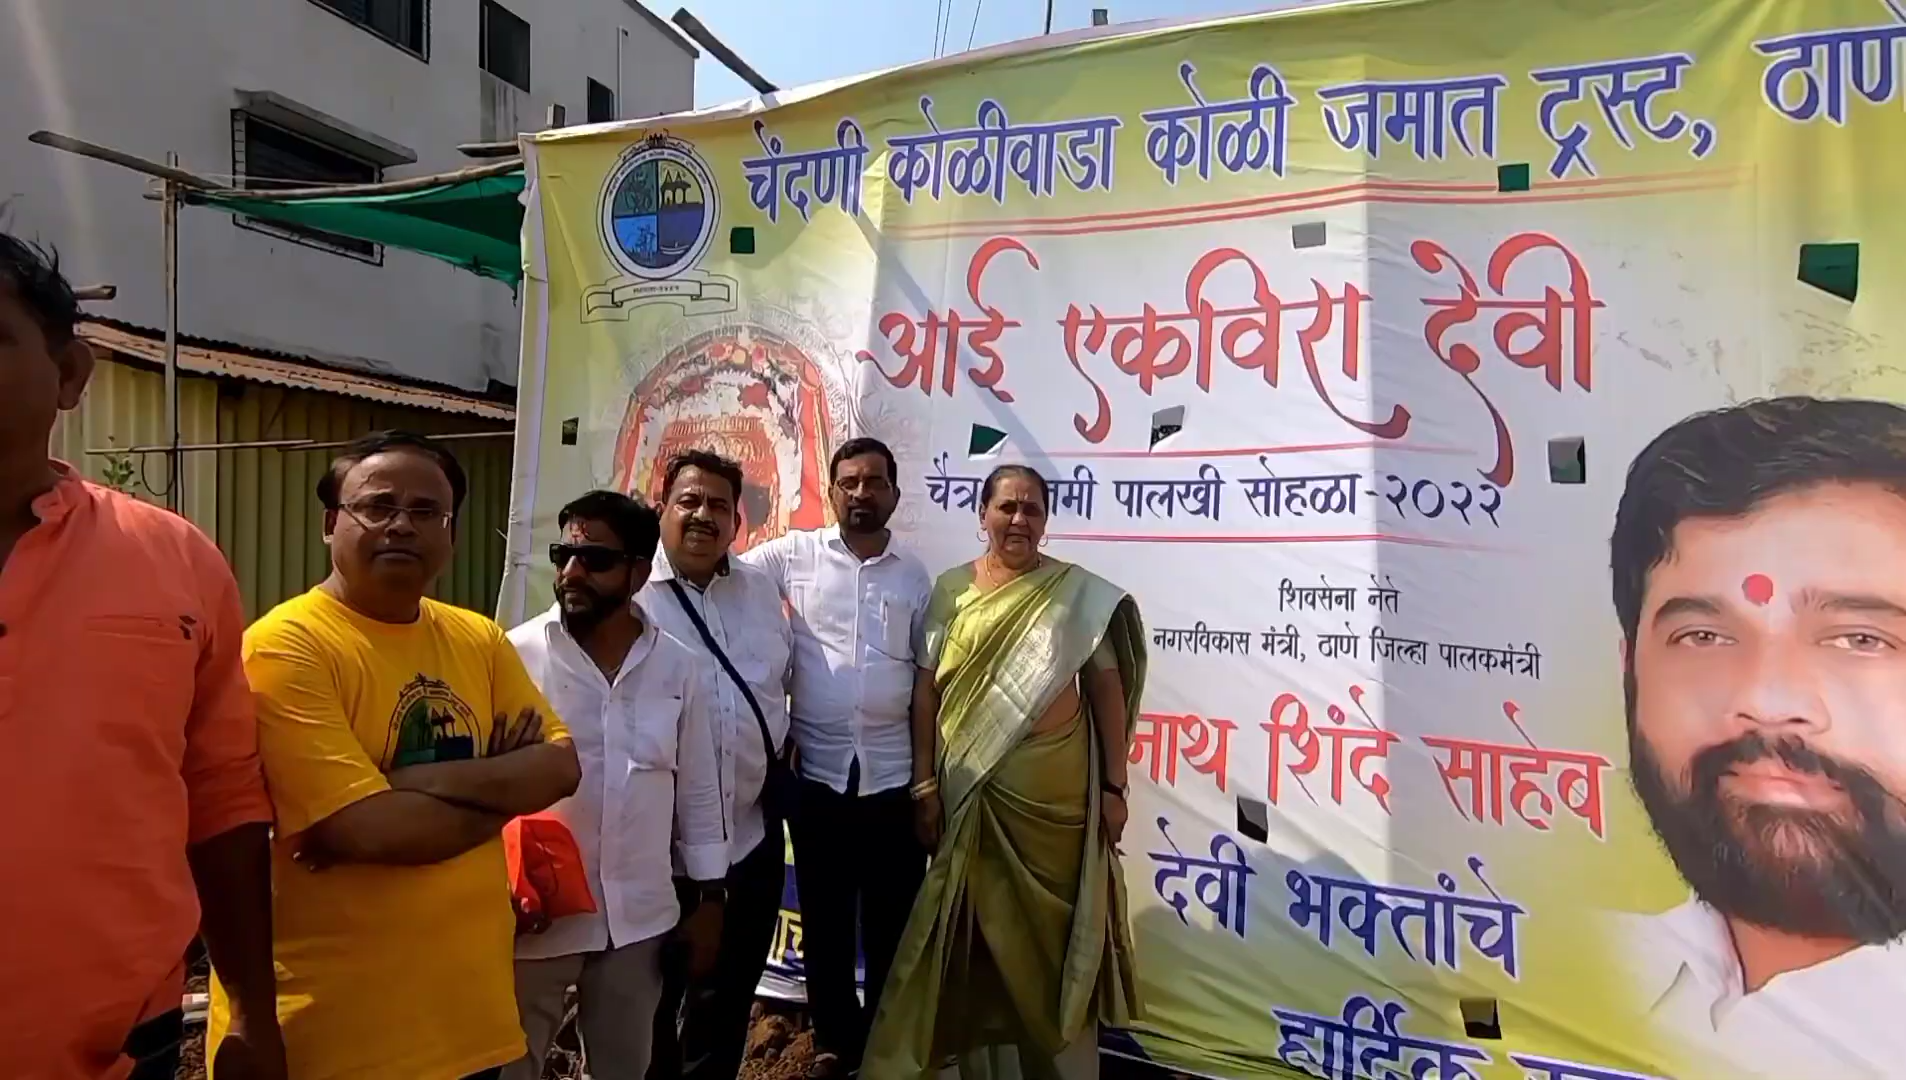 चेंदणी कोळीवाडा कोळी जमात ट्रस्ट,
आई एकविरा देवी
पालखी सोहळा-२०२२
शिवसेना नेते
नगरविकास मंत्री, ठाणे जिल्हा पालकमंत्री
शिंदे साहेब
देवी भक्तांचे
हार्दिक